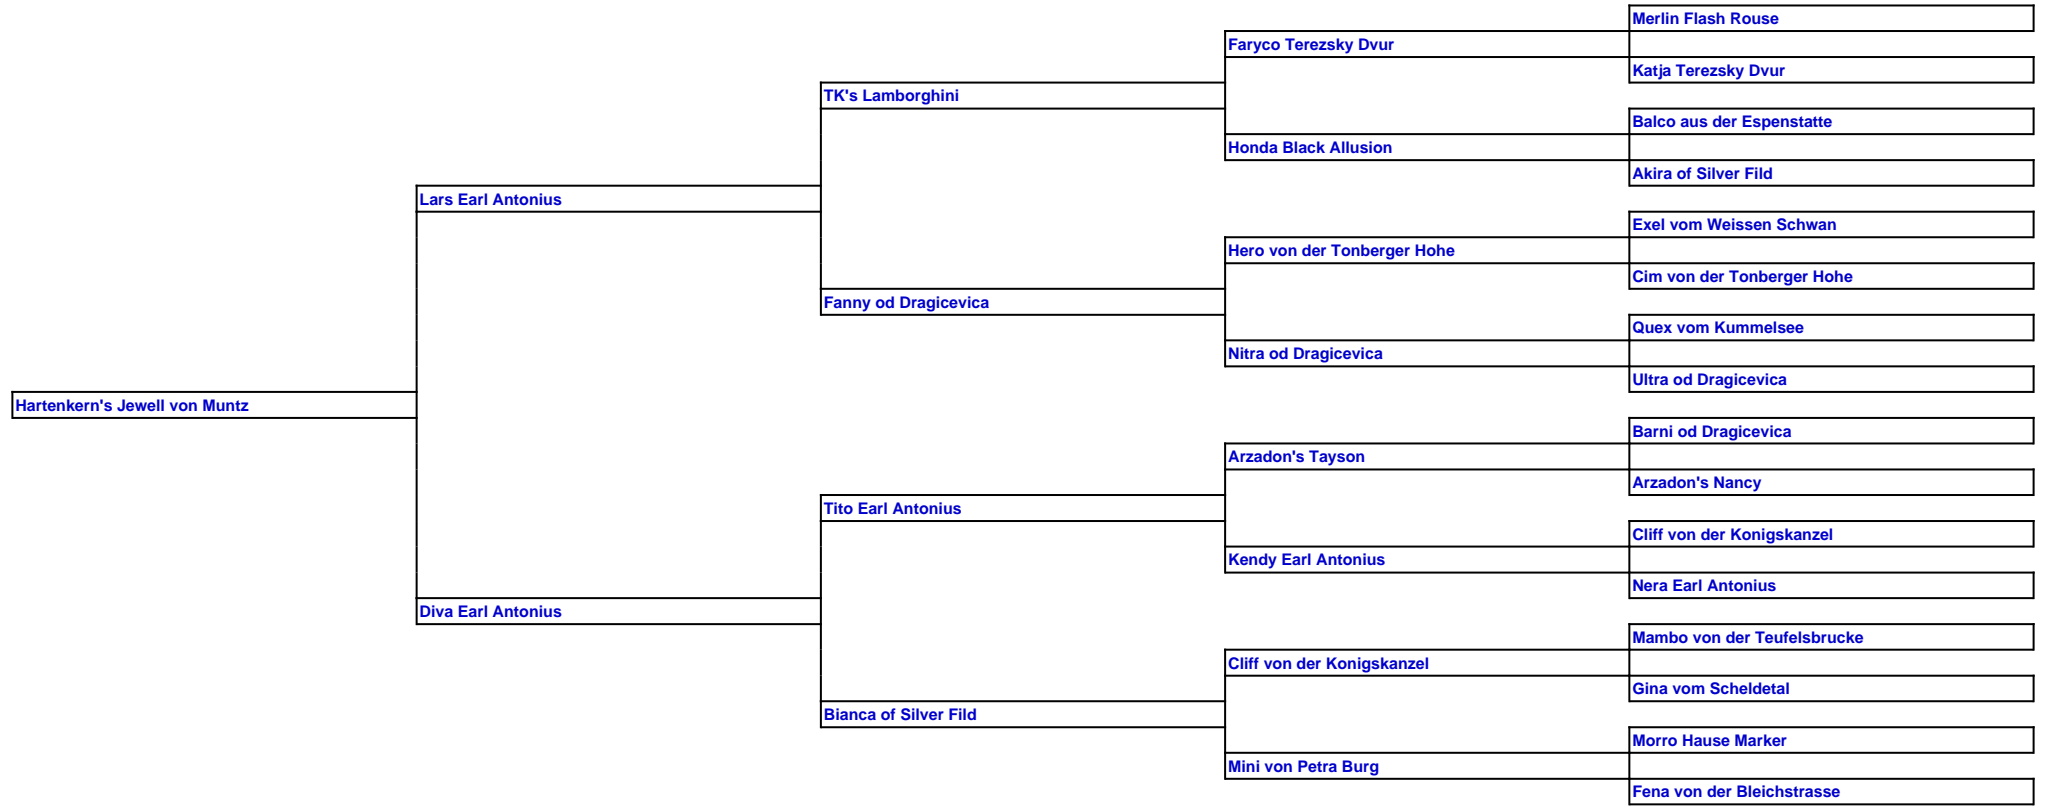 Merlin Flash Rouse
Faryco Terezsky Dvur
Katja Terezsky Dvur
TK's Lamborghini
Balco aus der Espenstatte
Honda Black Allusion
Akira of Silver Fild
Lars Earl Antonius
Exel vom Weissen Schwan
Hero von der Tonberger Hohe
Cim von der Tonberger Hohe
Fanny od Dragicevica
Quex vom Kummelsee
Nitra od Dragicevica
Ultra od Dragicevica
Hartenkern's Jewell von Muntz
Barni od Dragicevica
Arzadon's Tayson
Arzadon's Nancy
Tito Earl Antonius
Cliff von der Konigskanzel
Kendy Earl Antonius
Nera Earl Antonius
Diva Earl Antonius
Mambo von der Teufelsbrucke
Cliff von der Konigskanzel
Gina vom Scheldetal
Bianca of Silver Fild
Morro Hause Marker
Mini von Petra Burg
Fena von der Bleichstrasse